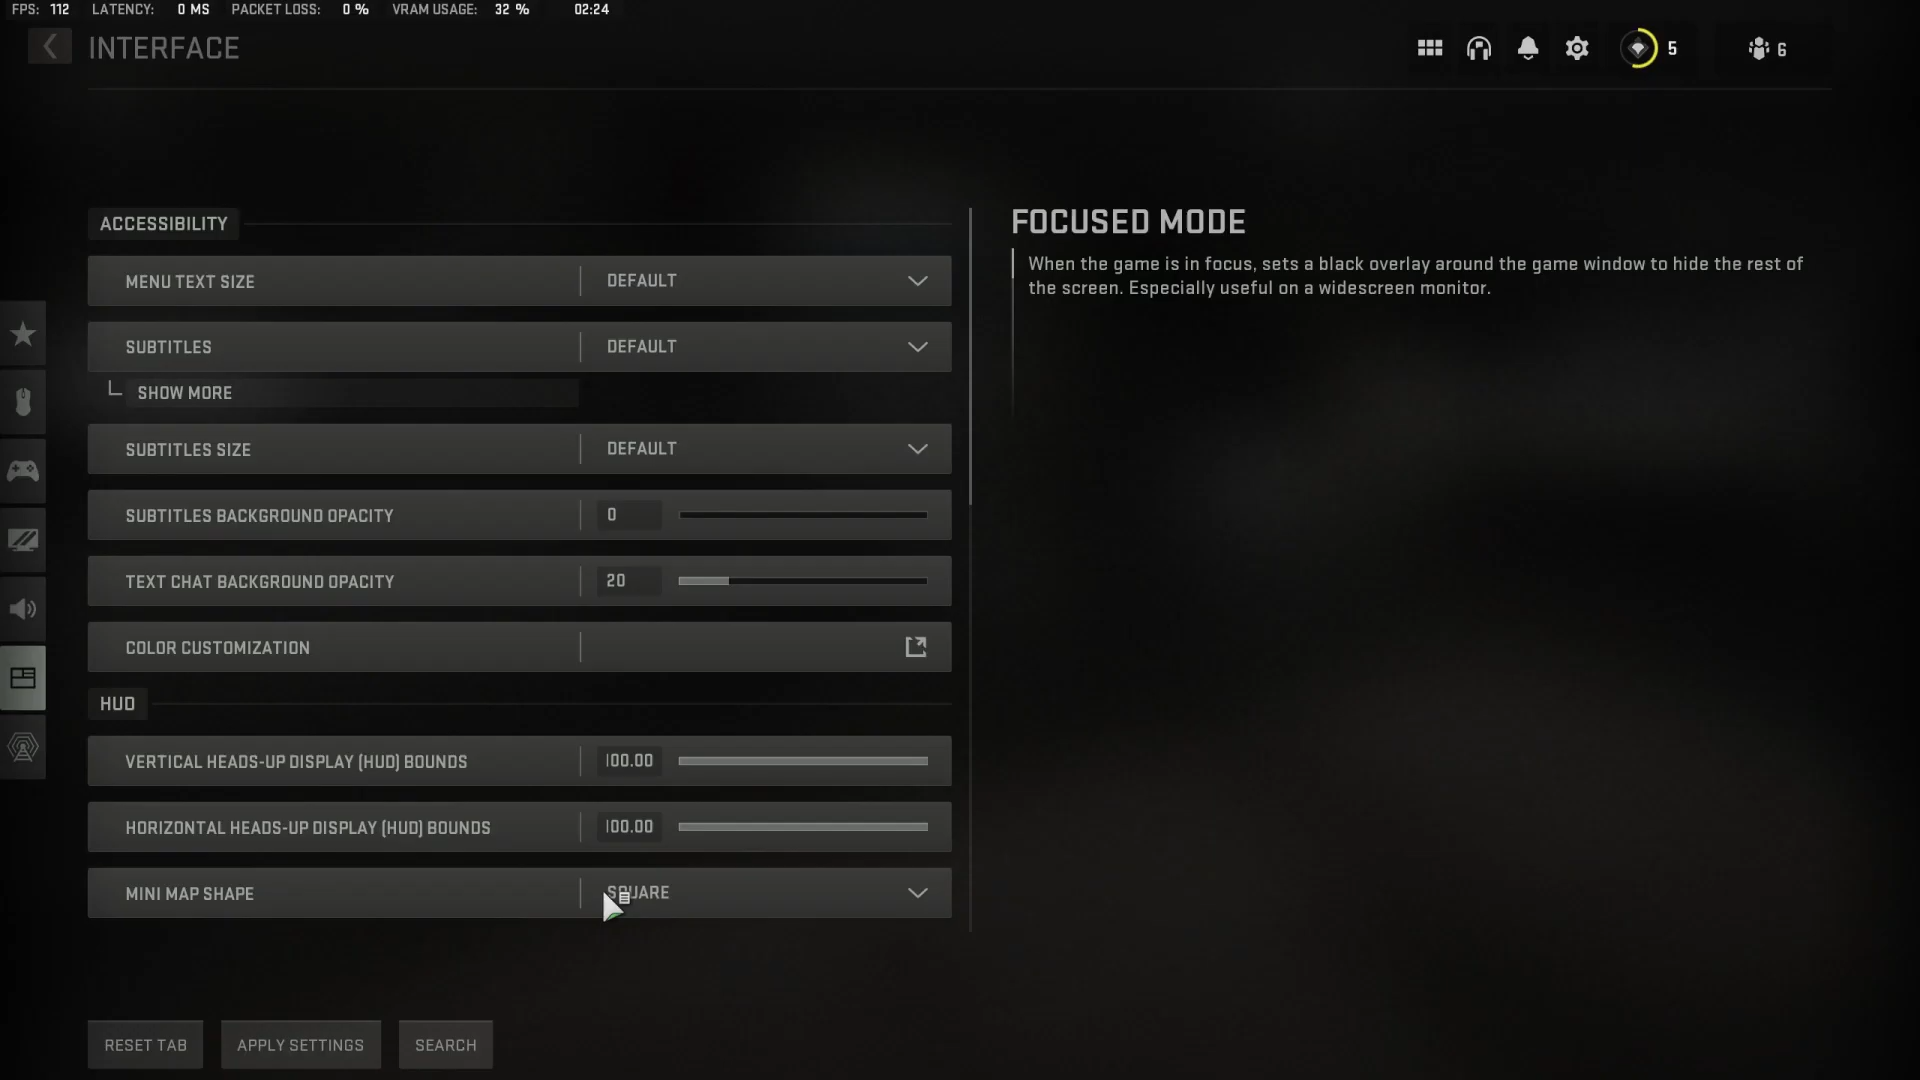 FPS: 112 LATENCY: 0 MS PACKET LOSS: 0 % VRAM USAGE: 32 % 02:24
INTERFACE
5
6
ACCESSIBILITY
MENU TEXT SIZE DEFAULT
SUBTITLES DEFAULT
SHOW MORE
SUBTITLES SIZE DEFAULT
SUBTITLES BACKGROUND OPACITY 0
TEXT CHAT BACKGROUND OPACITY 20
COLOR CUSTOMIZATION
HUD
VERTICAL HEADS-UP DISPLAY (HUD) BOUNDS 100.00
HORIZONTAL HEADS-UP DISPLAY (HUD) BOUNDS 100.00
MINI MAP SHAPE SQUARE
FOCUSED MODE
When the game is in focus, sets a black overlay around the game window to hide the rest of
the screen. Especially useful on a widescreen monitor.
RESET TAB APPLY SETTINGS SEARCH